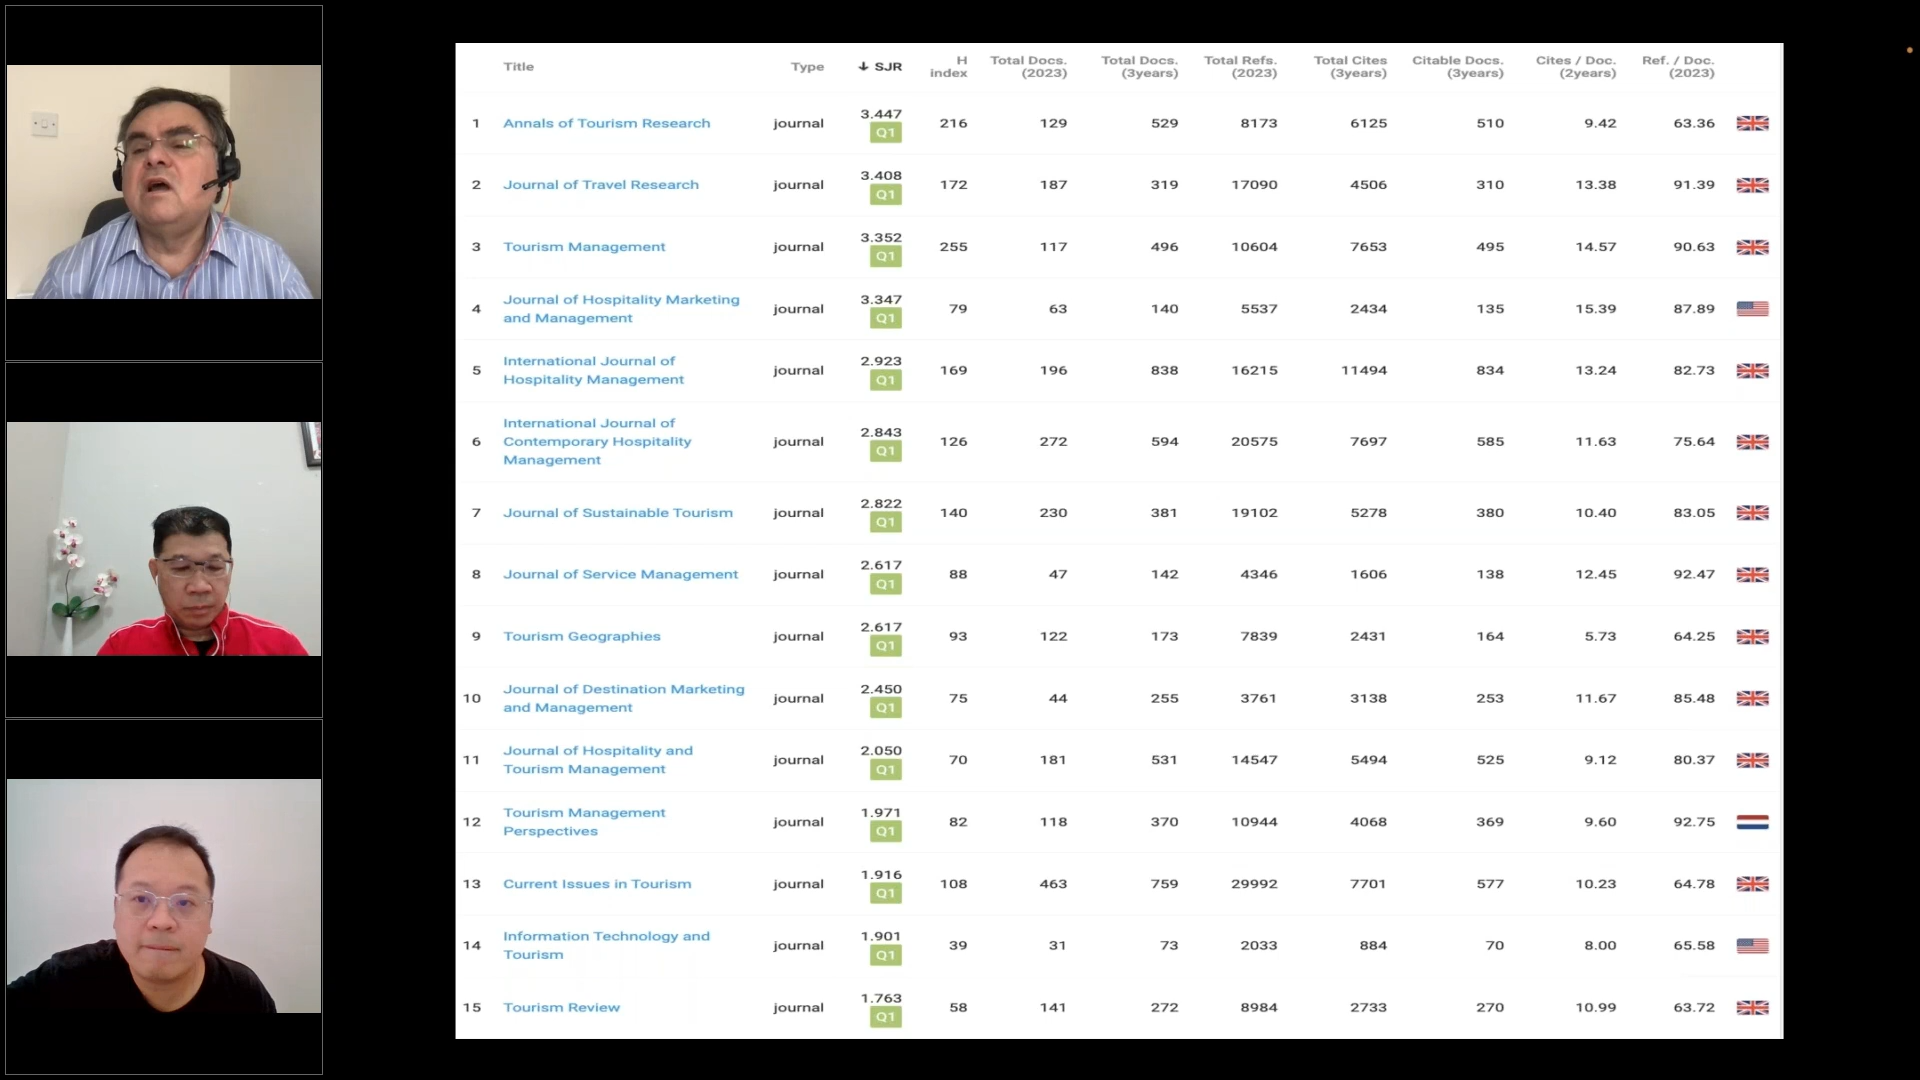 Title Type SJR H index Total Docs. (2023) Total Docs. (3years) Total Refs. (2023) Total Cites (3years) Citable Docs. (3years) Cites / Doc. (2years) Ref. / Doc. (2023)
1 Annals of Tourism Research journal 3.447 Q1 216 129 529 8173 6125 510 9.42 63.36
2 Journal of Travel Research journal 3.408 Q1 172 187 319 17090 4506 310 13.38 91.39
3 Tourism Management journal 3.352 Q1 255 117 496 10604 7653 495 14.57 90.63
4 Journal of Hospitality Marketing and Management journal 3.347 Q1 79 63 140 5537 2434 135 15.39 87.89
5 International Journal of Hospitality Management journal 2.923 Q1 169 196 838 16215 11494 834 13.24 82.73
6 International Journal of Contemporary Hospitality Management journal 2.843 Q1 126 272 594 20575 7697 585 11.63 75.64
7 Journal of Sustainable Tourism journal 2.822 Q1 140 230 381 19102 5278 380 10.40 83.05
8 Journal of Service Management journal 2.617 Q1 88 47 142 4346 1606 138 12.45 92.47
9 Tourism Geographies journal 2.617 Q1 93 122 173 7839 2431 164 5.73 64.25
10 Journal of Destination Marketing and Management journal 2.450 Q1 75 44 255 3761 3138 253 11.67 85.48
11 Journal of Hospitality and Tourism Management journal 2.050 Q1 70 181 531 14547 5494 525 9.12 80.37
12 Tourism Management Perspectives journal 1.971 Q1 82 118 370 10944 4068 369 9.60 92.75
13 Current Issues in Tourism journal 1.916 Q1 108 463 759 29992 7701 577 10.23 64.78
14 Information Technology and Tourism journal 1.901 Q1 39 31 73 2033 884 70 8.00 65.58
15 Tourism Review journal 1.763 Q1 58 141 272 8984 2733 270 10.99 63.72